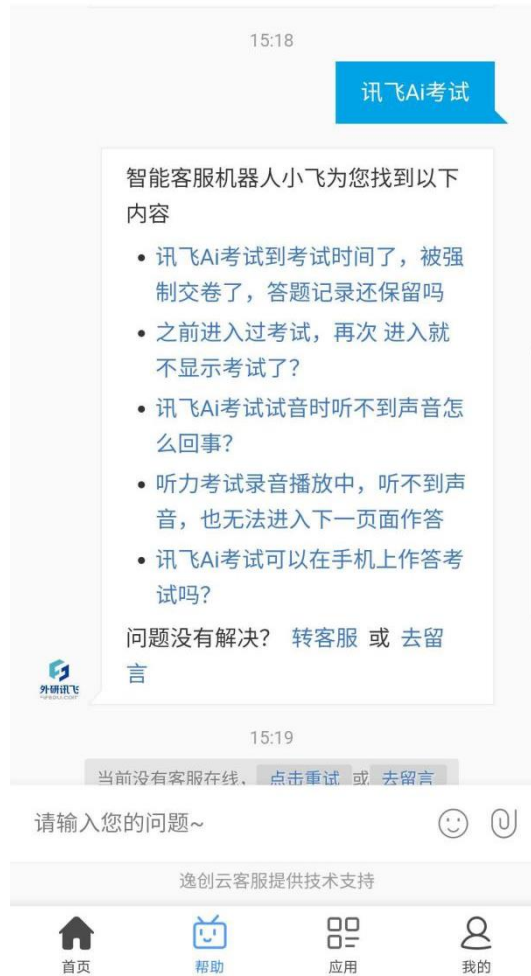 15:18
讯飞Ai考试
智能客服机器人小飞为您找到以下
内容
• 讯飞Ai考试到考试时间了，被强
制交卷了，答题记录还保留吗
• 之前进入过考试，再次 进入就
不显示考试了？
• 讯飞Ai考试试音时听不到声音怎
么回事？
• 听力考试录音播放中，听不到声
音，也无法进入下一页面作答
• 讯飞Ai考试可以在手机上作答考
试吗？
问题没有解决？ 转客服 或 去留
言
外研讯飞
15:19
当前没有客服在线， 点击重试 或 去留言
请输入您的问题~
逸创云客服提供技术支持
首页 帮助 应用 我的